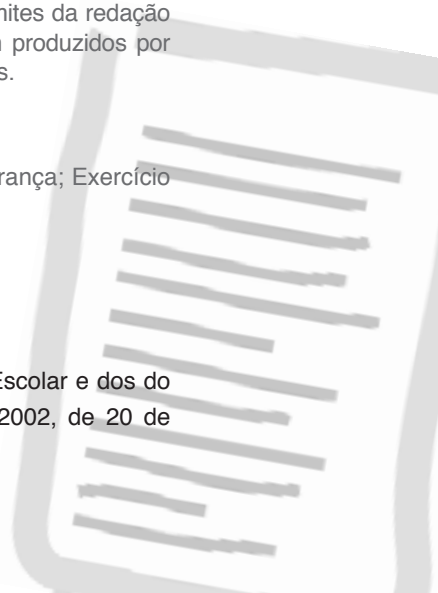 nites da redação
n produzidos por
s.
rança; Exercício
Escolar e dos do
2002, de 20 de